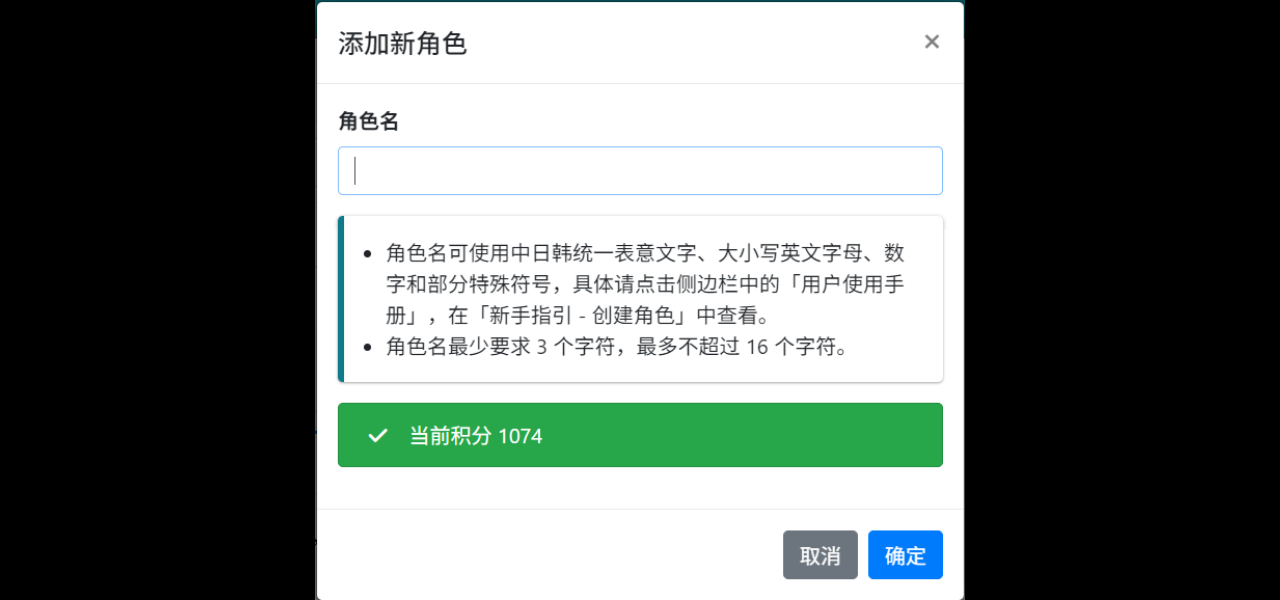 添加新角色
×
角色名
角色名可使用中日韩统一表意文字、大小写英文字母、数
字和部分特殊符号，具体请点击侧边栏中的「用户使用手
册」，在「新手指引 - 创建角色」中查看。
角色名最少要求 3 个字符，最多不超过 16 个字符。
当前积分 1074
取消
确定